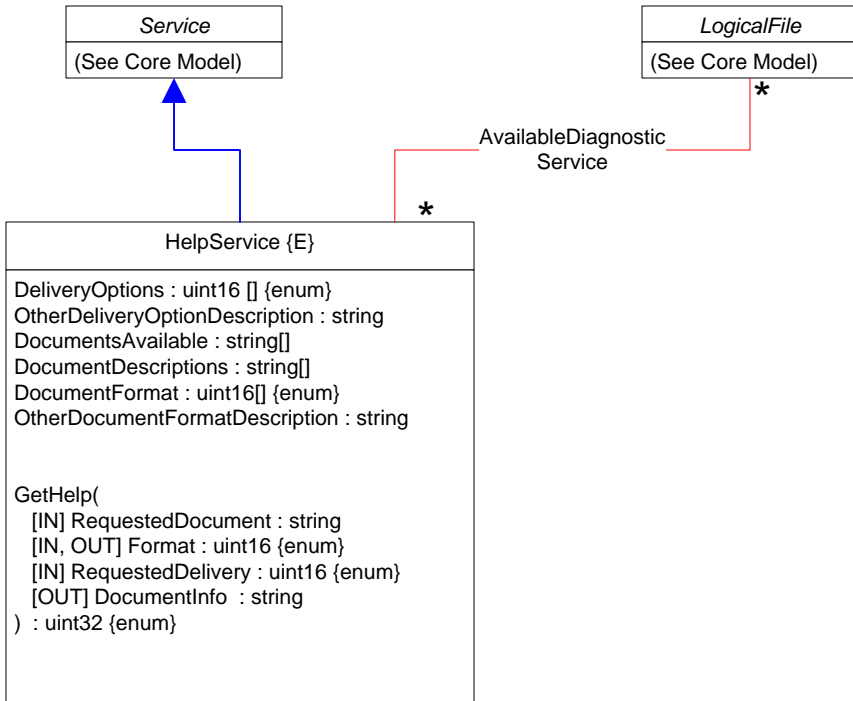 Service
(See Core Model)
LogicalFile
(See Core Model)
*
AvailableDiagnostic
Service
*
HelpService {E}
DeliveryOptions : uint16 [] {enum}
OtherDeliveryOptionDescription : string
DocumentsAvailable : string[]
DocumentDescriptions : string[]
DocumentFormat : uint16[] {enum}
OtherDocumentFormatDescription : string
GetHelp(
[IN] RequestedDocument : string
[IN, OUT] Format : uint16 {enum}
[IN] RequestedDelivery : uint16 {enum}
[OUT] DocumentInfo : string
) : uint32 {enum}